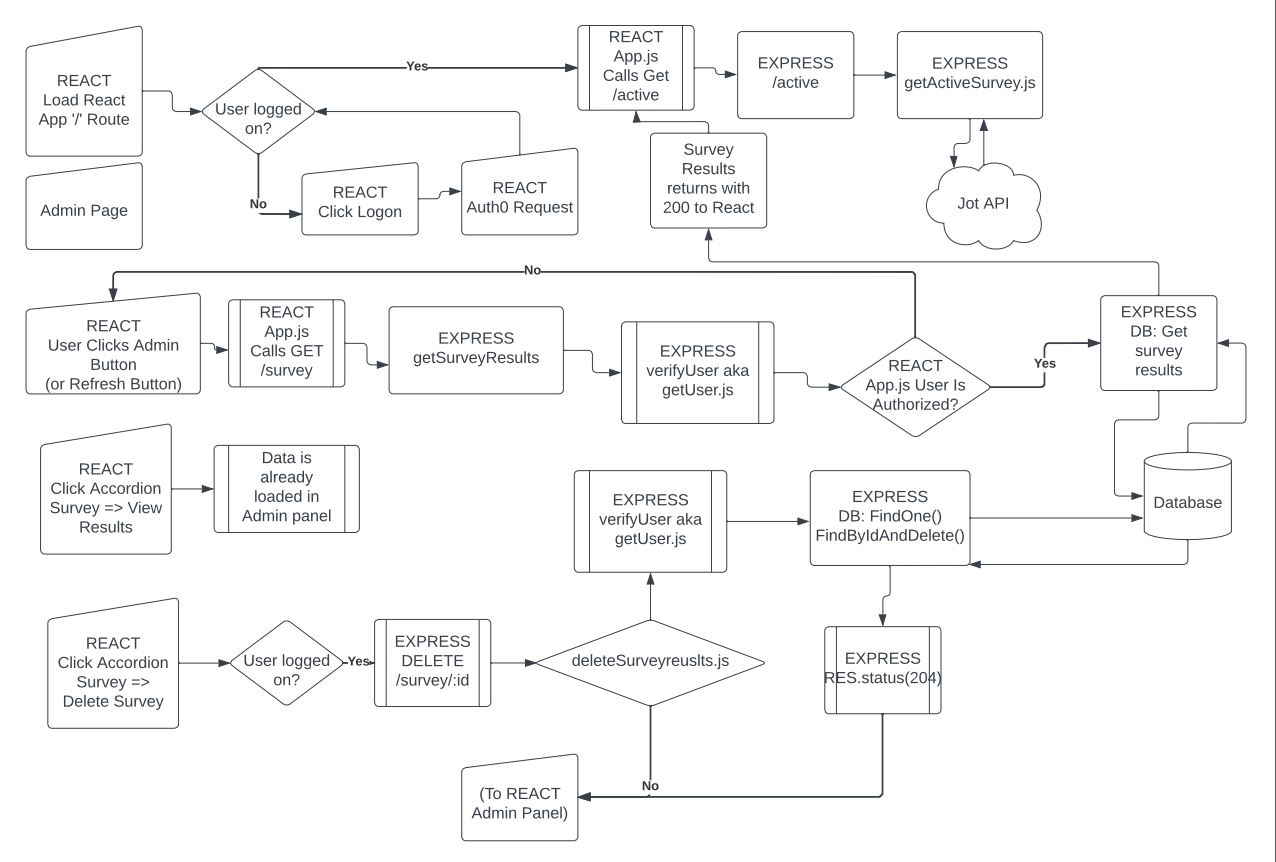 REACT
Load React
App '/' Route
User logged
on?
Yes
REACT
App.js
Calls Get
/active
EXPRESS
/active
EXPRESS
getActiveSurvey.js
Admin Page
No
REACT
Click Logon
REACT
Auth0 Request
Survey
Results
returns with
200 to React
Jot API
No
REACT
User Clicks Admin
Button
(or Refresh Button)
REACT
App.js
Calls GET
/survey
EXPRESS
getSurveyResults
EXPRESS
verifyUser aka
getUser.js
REACT
App.js User Is
Authorized?
Yes
EXPRESS
DB: Get
survey
results
REACT
Click Accordion
Survey => View
Results
Data is
already
loaded in
Admin panel
EXPRESS
verifyUser aka
getUser.js
EXPRESS
DB: FindOne()
FindByIdAndDelete()
Database
REACT
Click Accordion
Survey =>
Delete Survey
User logged
on?
Yes
EXPRESS
DELETE
/survey/:id
deleteSurveyreuslts.js
EXPRESS
RES.status(204)
No
(To REACT
Admin Panel)